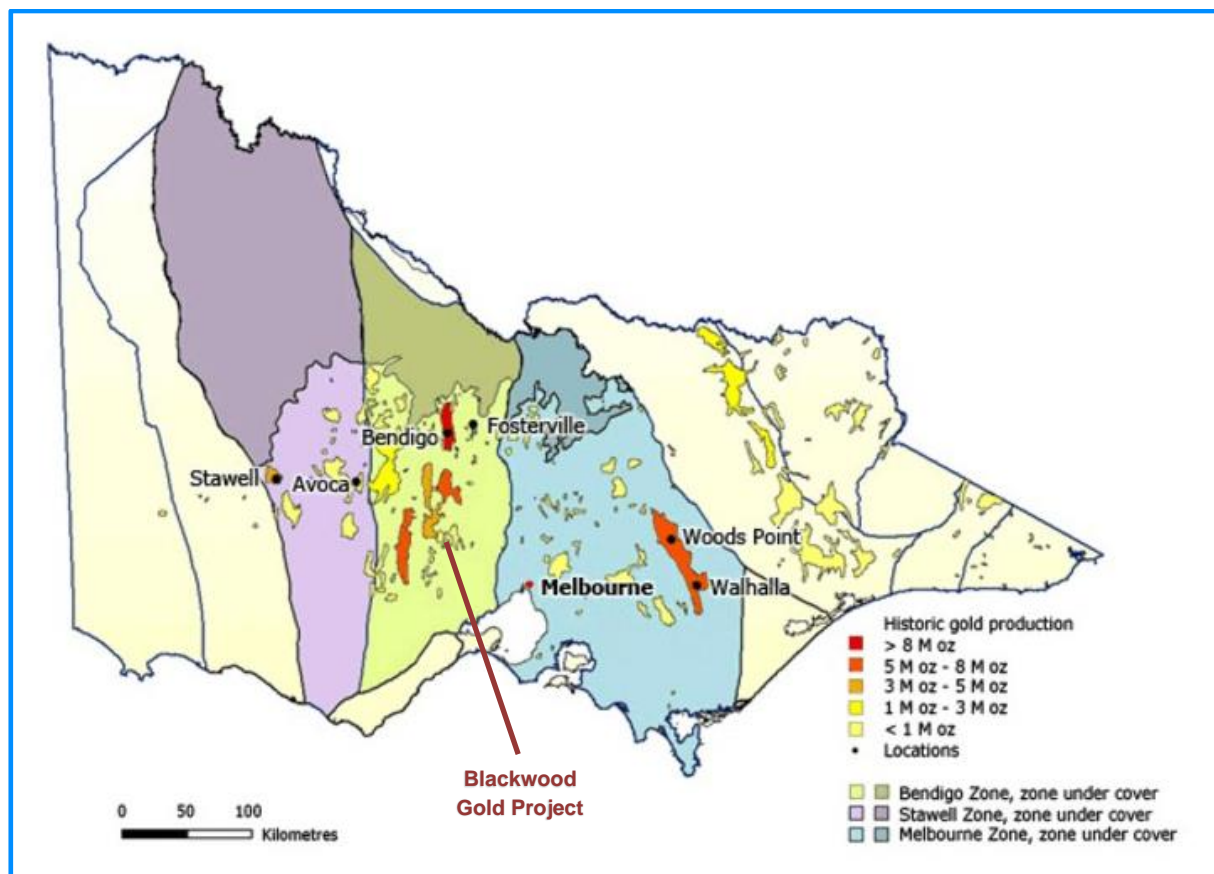 Fosterville
Bendigo
Stawell
Avoca
Woods Point
Melbourne
Walhalla
Blackwood
Gold Project
Historic gold production
> 8 M oz
5 M oz - 8 M oz
3 M oz - 5 M oz
1 M oz - 3 M oz
< 1 M oz
Locations
Bendigo Zone, zone under cover
Stawell Zone, zone under cover
Melbourne Zone, zone under cover
0 50 100
Kilometres